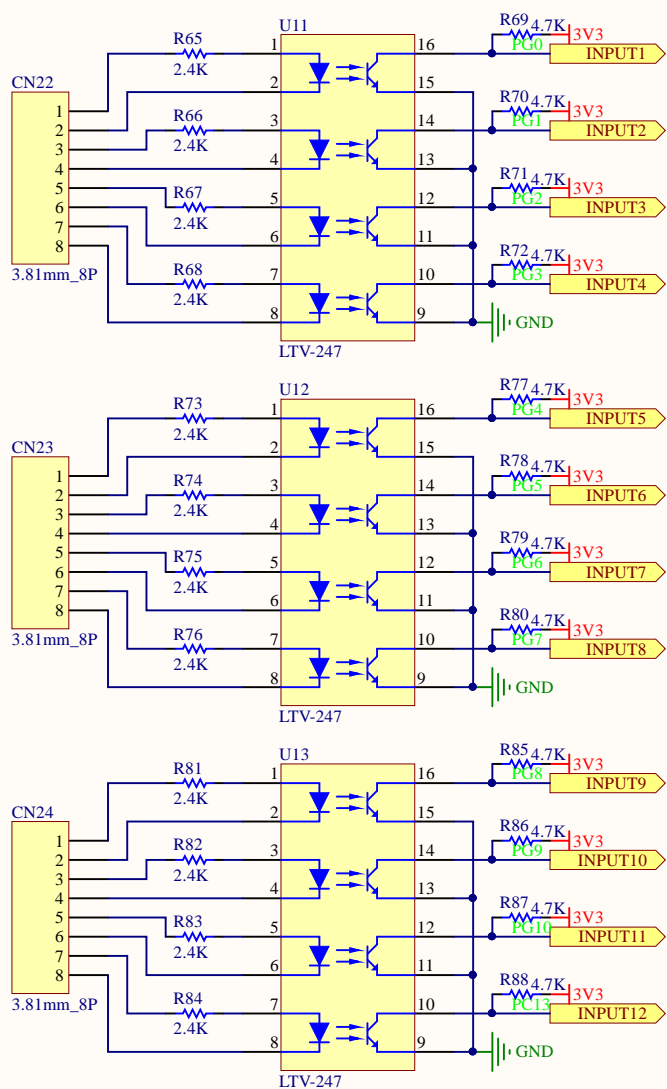 R65
2.4K
CN22
1
2
3
4
5
6
7
8
3.81mm_8P
R66
2.4K
R67
2.4K
R68
2.4K
U11
1
2
3
4
5
6
7
8
16
15
14
13
12
11
10
9
LTV-247
R69 4.7K 3V3
PG0 INPUT1
R70 4.7K 3V3
PG1 INPUT2
R71 4.7K 3V3
PG2 INPUT3
R72 4.7K 3V3
PG3 INPUT4
GND
R73
2.4K
CN23
1
2
3
4
5
6
7
8
3.81mm_8P
R74
2.4K
R75
2.4K
R76
2.4K
U12
1
2
3
4
5
6
7
8
16
15
14
13
12
11
10
9
LTV-247
R77 4.7K 3V3
PG4 INPUT5
R78 4.7K 3V3
PG5 INPUT6
R79 4.7K 3V3
PG6 INPUT7
R80 4.7K 3V3
PG7 INPUT8
GND
R81
2.4K
CN24
1
2
3
4
5
6
7
8
3.81mm_8P
R82
2.4K
R83
2.4K
R84
2.4K
U13
1
2
3
4
5
6
7
8
16
15
14
13
12
11
10
9
LTV-247
R85 4.7K 3V3
PG8 INPUT9
R86 4.7K 3V3
PG9 INPUT10
R87 4.7K 3V3
PG10 INPUT11
R88 4.7K 3V3
PC13 INPUT12
GND